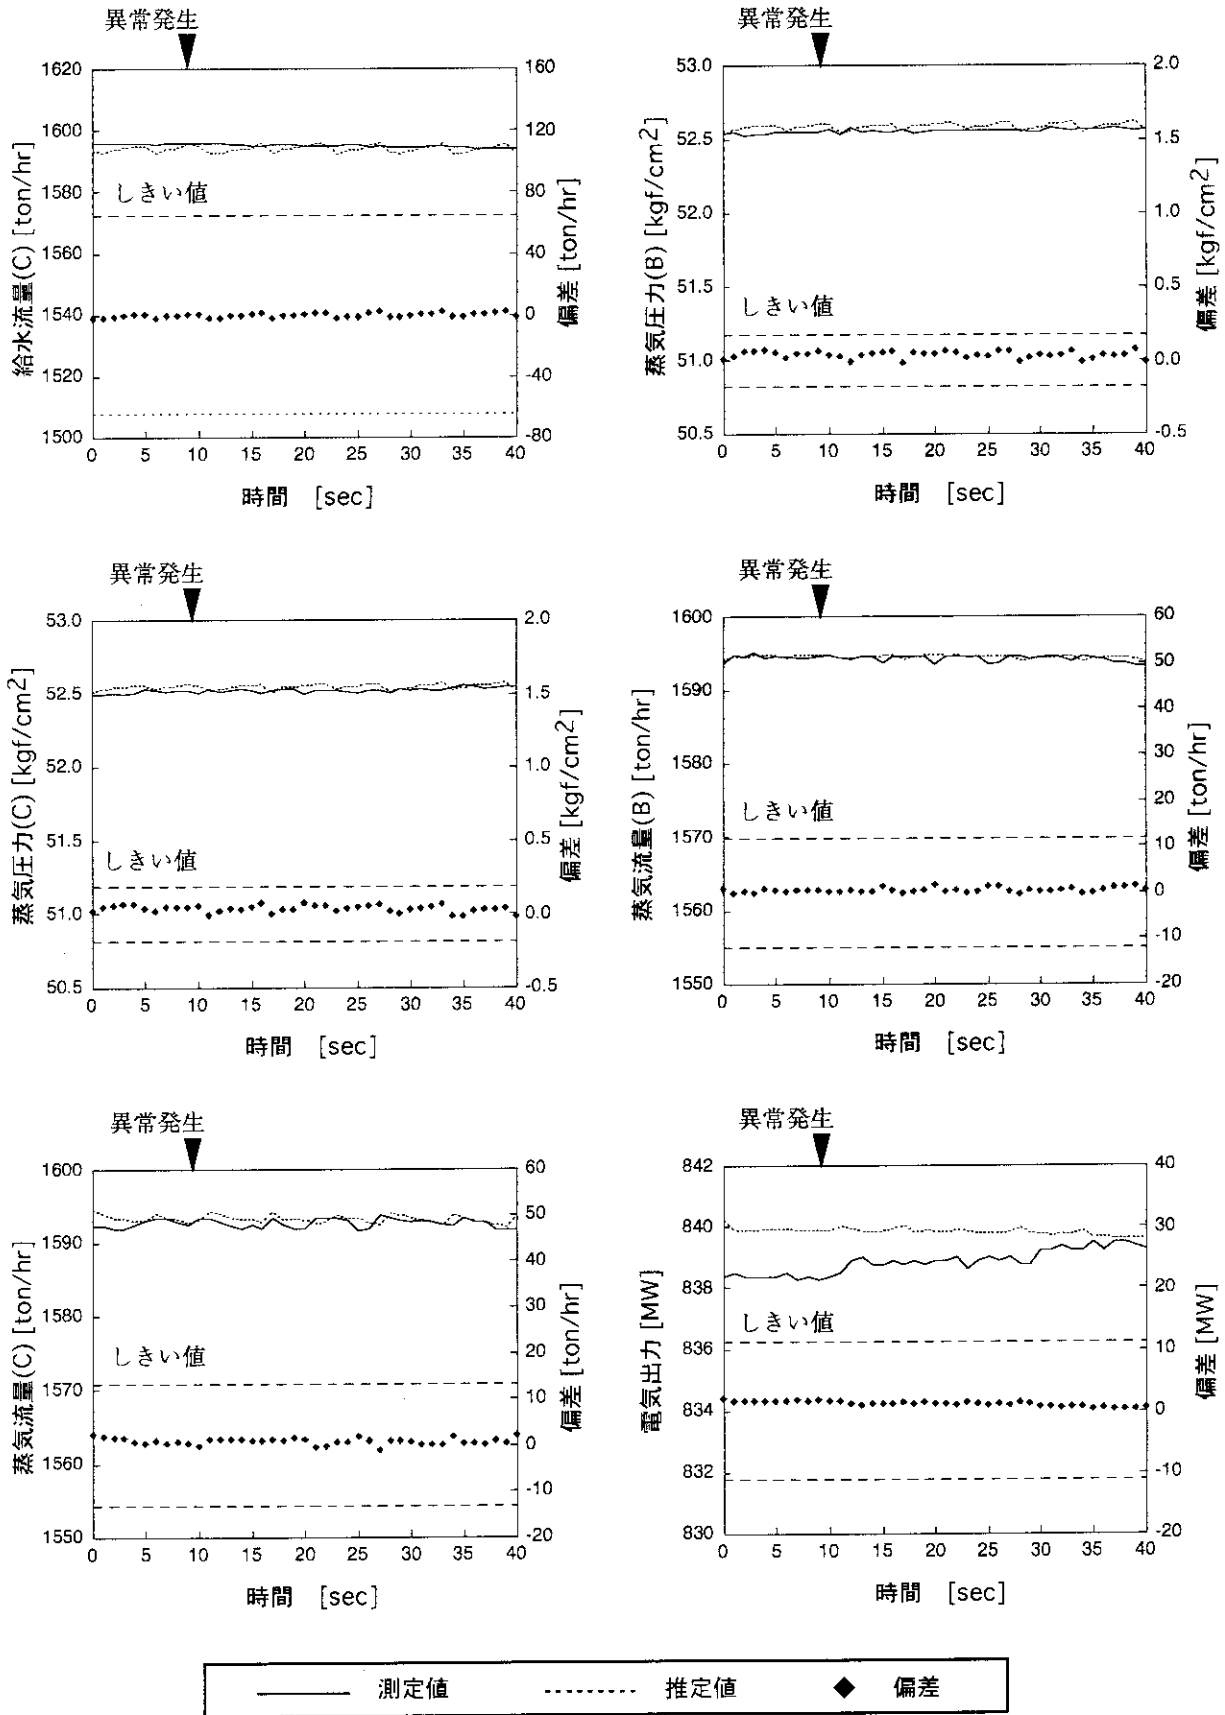 異常発生
給水流量(C) [ton/hr]
1620
1600
1580
1560
1540
1520
1500
しきい値
160
120
80
40
0
-40
-80
偏差 [ton/hr]
0 5 10 15 20 25 30 35 40
時間 [sec]
異常発生
蒸気圧力(B) [kgf/cm2]
53.0
52.5
52.0
51.5
51.0
50.5
しきい値
2.0
1.5
1.0
0.5
0.0
-0.5
偏差 [kgf/cm2]
0 5 10 15 20 25 30 35 40
時間 [sec]
異常発生
蒸気圧力(C) [kgf/cm2]
53.0
52.5
52.0
51.5
51.0
50.5
しきい値
2.0
1.5
1.0
0.5
0.0
-0.5
偏差 [kgf/cm2]
0 5 10 15 20 25 30 35 40
時間 [sec]
異常発生
蒸気流量(B) [ton/hr]
1600
1590
1580
1570
1560
1550
しきい値
60
50
40
30
20
10
0
-10
-20
偏差 [ton/hr]
0 5 10 15 20 25 30 35 40
時間 [sec]
異常発生
蒸気流量(C) [ton/hr]
1600
1590
1580
1570
1560
1550
しきい値
60
50
40
30
20
10
0
-10
-20
偏差 [ton/hr]
0 5 10 15 20 25 30 35 40
時間 [sec]
異常発生
電気出力 [MW]
842
840
838
836
834
832
830
しきい値
40
30
20
10
0
-10
-20
偏差 [MW]
0 5 10 15 20 25 30 35 40
時間 [sec]
測定値 推定値 偏差